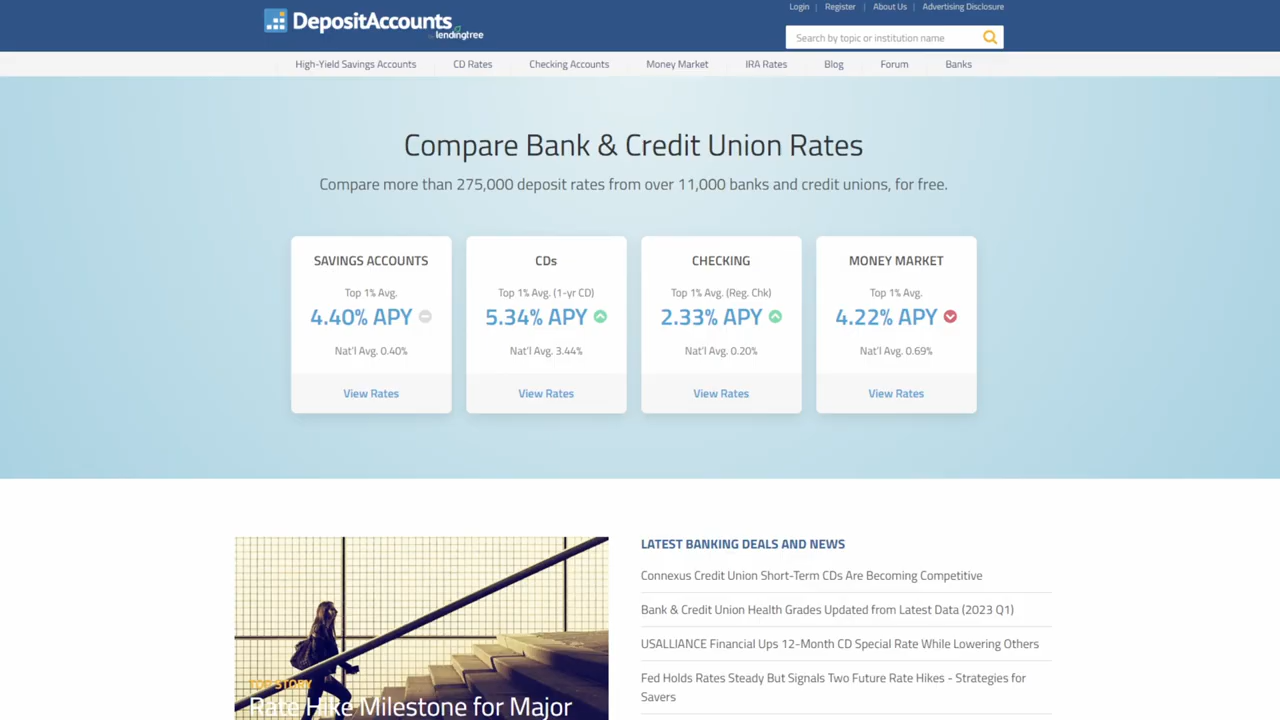 DepositAccounts
by lendingtree
Login | Register | About Us | Advertising Disclosure
Search by topic or institution name
High-Yield Savings Accounts CD Rates Checking Accounts Money Market IRA Rates Blog Forum Banks
Compare Bank & Credit Union Rates
Compare more than 275,000 deposit rates from over 11,000 banks and credit unions, for free.
SAVINGS ACCOUNTS
Top 1% Avg.
4.40% APY
Nat'l Avg. 0.40%
View Rates
CDs
Top 1% Avg. (1-yr CD)
5.34% APY
Nat'l Avg. 3.44%
View Rates
CHECKING
Top 1% Avg. (Reg. Chk)
2.33% APY
Nat'l Avg. 0.20%
View Rates
MONEY MARKET
Top 1% Avg.
4.22% APY
Nat'l Avg. 0.69%
View Rates
TOP STORY
Rate Hike Milestone for Major
LATEST BANKING DEALS AND NEWS
Connexus Credit Union Short-Term CDs Are Becoming Competitive
Bank & Credit Union Health Grades Updated from Latest Data (2023 Q1)
USALLIANCE Financial Ups 12-Month CD Special Rate While Lowering Others
Fed Holds Rates Steady But Signals Two Future Rate Hikes - Strategies for
Savers